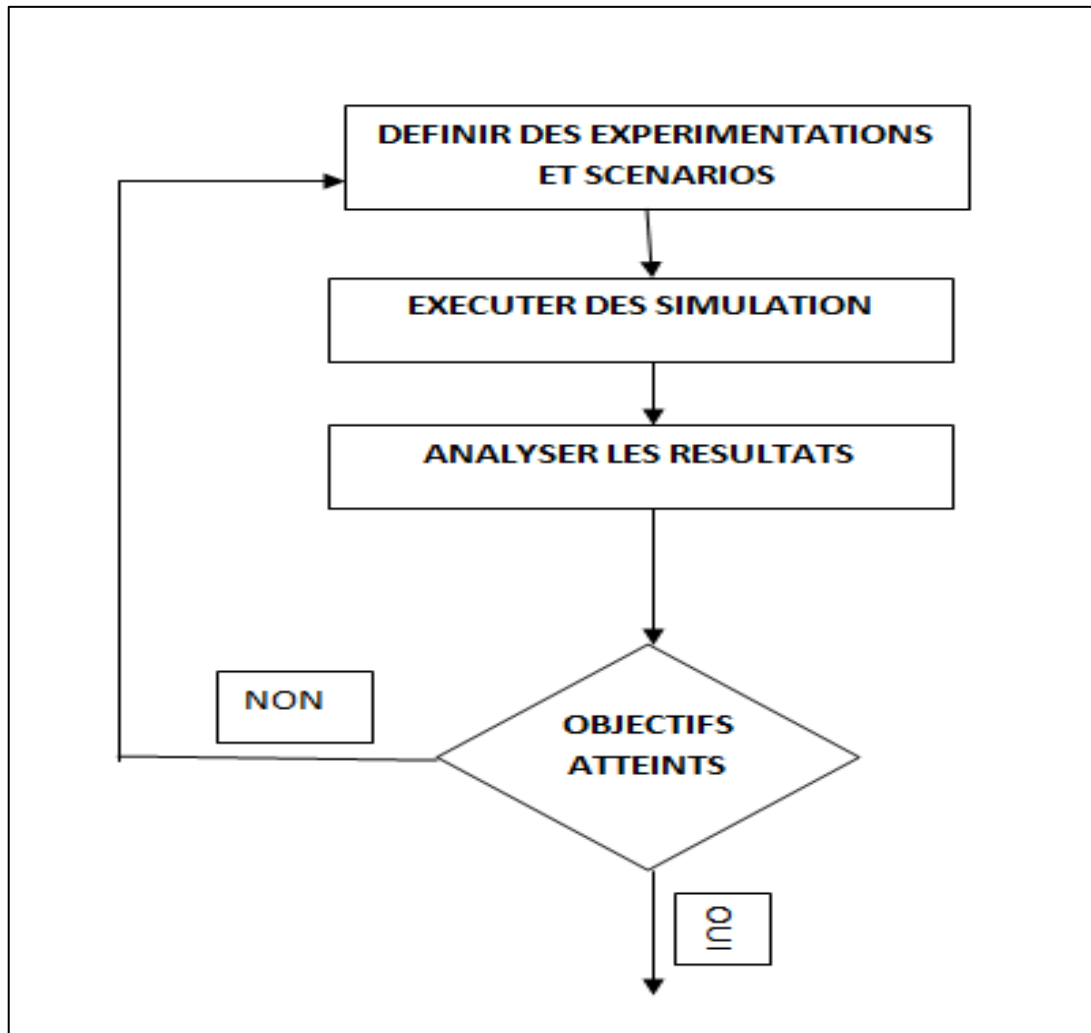 DEFINIR DES EXPERIMENTATIONS
ET SCENARIOS
EXECUTER DES SIMULATION
ANALYSER LES RESULTATS
NON
OBJECTIFS
ATTEINTS
OUI